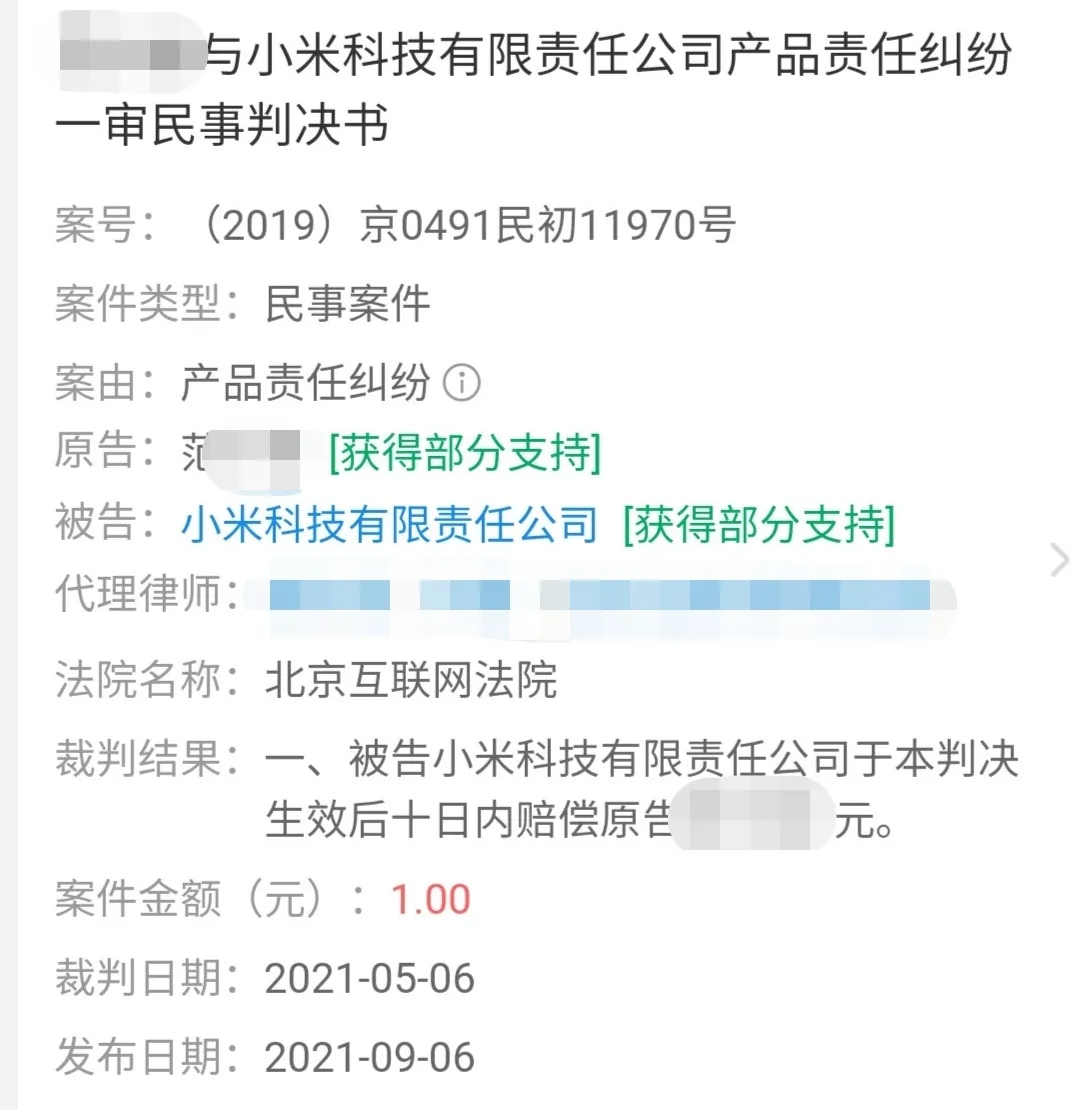 与小米科技有限责任公司产品责任纠纷
一审民事判决书
案号：（2019）京0491民初11970号
案件类型：民事案件
案由：产品责任纠纷
原告：范 [获得部分支持]
被告：小米科技有限责任公司 [获得部分支持]
代理律师：
法院名称：北京互联网法院
裁判结果：一、被告小米科技有限责任公司于本判决
生效后十日内赔偿原告 元。
案件金额（元）：1.00
裁判日期：2021-05-06
发布日期：2021-09-06